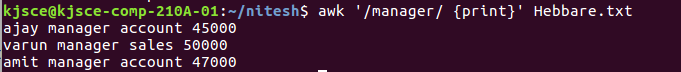 kjsce@kjsce-comp-210A-01:~/nitesh$ awk '/manager/ {print}' Hebbare.txt
ajay manager account 45000
varun manager sales 50000
amit manager account 47000